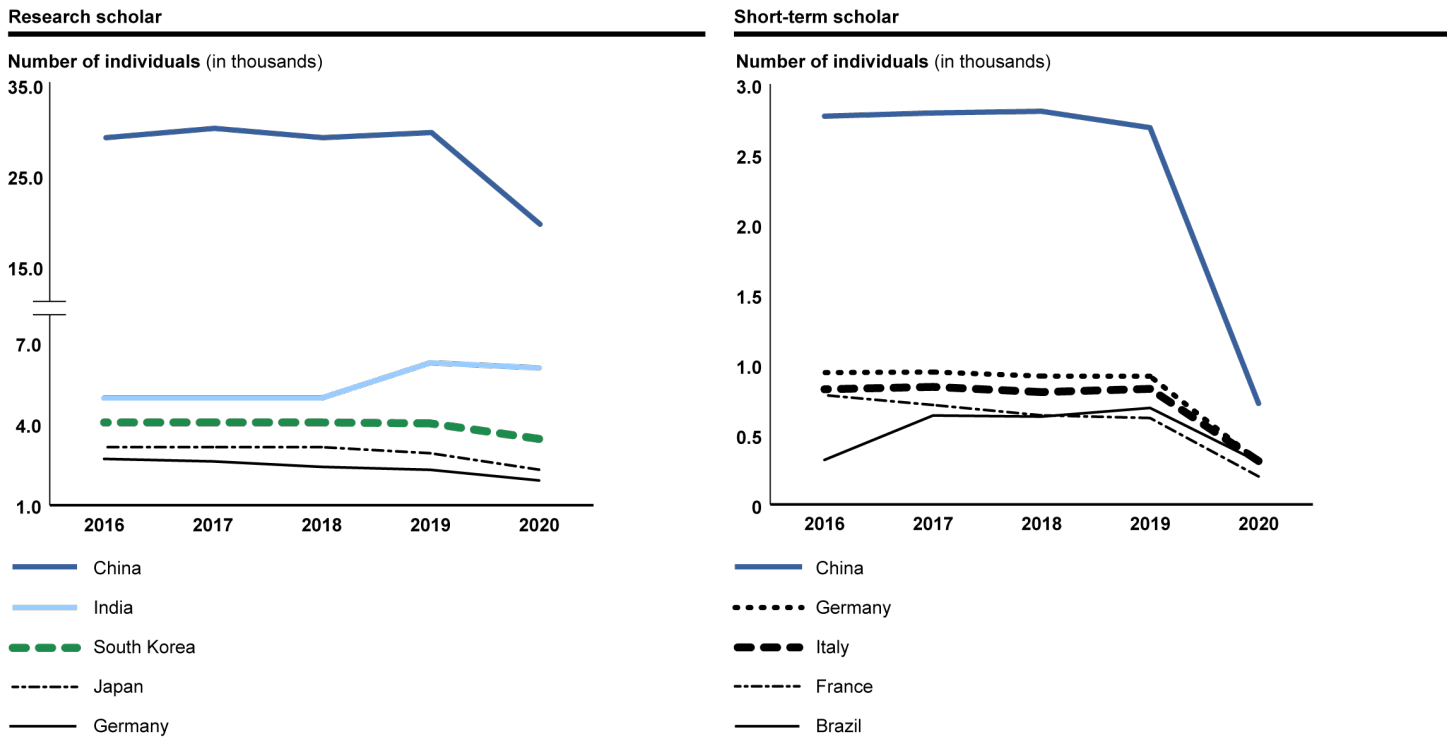 Research scholar
Number of individuals (in thousands)
35.0
25.0
15.0
7.0
4.0
1.0
2016 2017 2018 2019 2020
China
India
South Korea
Japan
Germany
Short-term scholar
Number of individuals (in thousands)
3.0
2.5
2.0
1.5
1.0
0.5
0
2016 2017 2018 2019 2020
China
Germany
Italy
France
Brazil